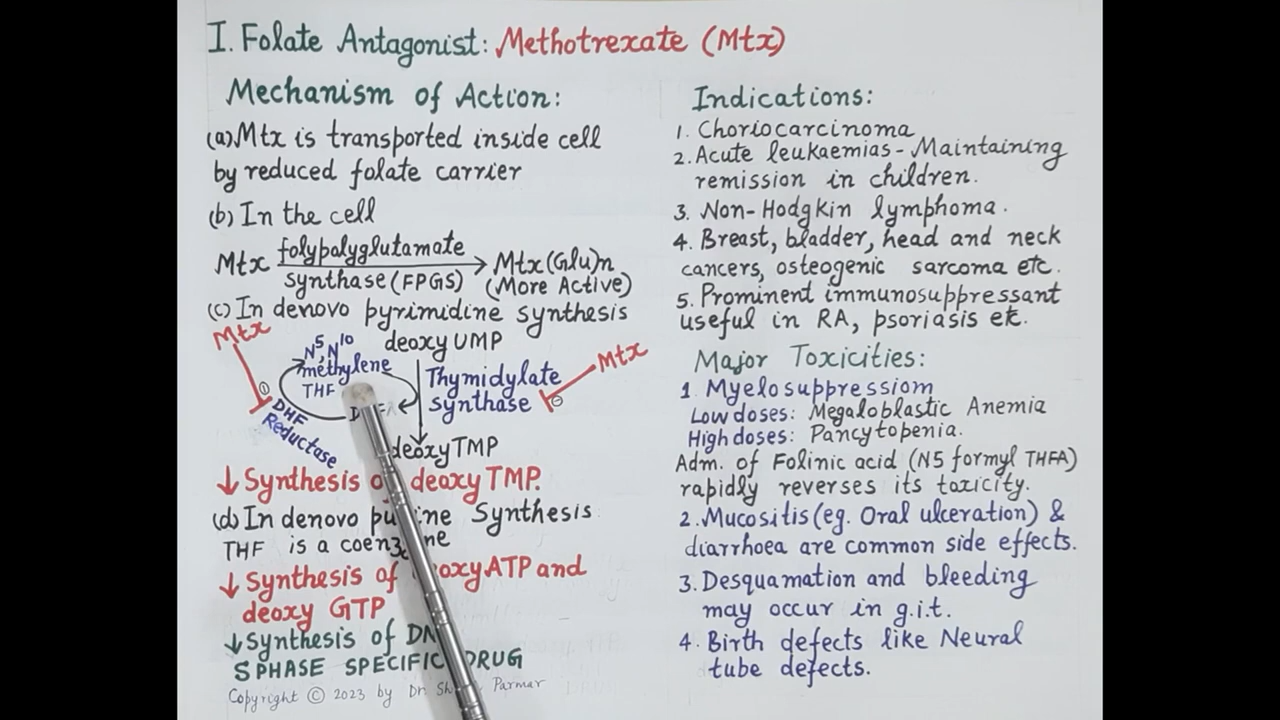 I. Folate Antagonist: Methotrexate (Mtx)
Mechanism of Action:
(a) Mtx is transported inside cell
by reduced folate carrier
(b) In the cell
Mtx folypalyglutamate synthase (FPGS) Mtx(Glu)n
(More Active)
(c) In denovo pyrimidine synthesis
Mtx
N5, N10
methylene
THF
DHF
Reductase
deoxy UMP
Thymidylate
synthase
Mtx
deoxy TMP
↓ Synthesis deoxy TMP.
(d) In denovo Synthesis
THF is a
↓ Synthesis of and
deoxy GTP
↓ Synthesis of
S PHASE SPECIFIC DRUG
Copyright © 2023 by Dr. Parmar
Indications:
1. Choriocarcinoma
2. Acute leukaemias - Maintaining
remission in children.
3. Non-Hodgkin lymphoma.
4. Breast, bladder, head and neck
cancers, osteogenic sarcoma etc.
5. Prominent immunosuppressant
useful in RA, psoriasis etc.
Major Toxicities:
1. Myelosuppression
Low doses: Megaloblastic Anemia
High doses: Pancytopenia.
Adm. of Folinic acid (N5 formyl THFA)
rapidly reverses its toxicity.
2. Mucositis (eg. Oral ulceration) &
diarrhoea are common side effects.
3. Desquamation and bleeding
may occur in g.i.t.
4. Birth defects like Neural
tube defects.